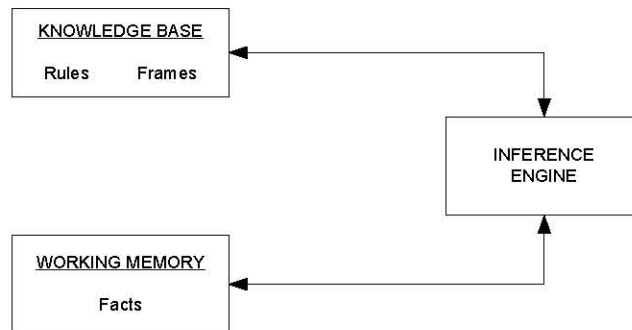 KNOWLEDGE BASE
Rules Frames
INFERENCE
ENGINE
WORKING MEMORY
Facts